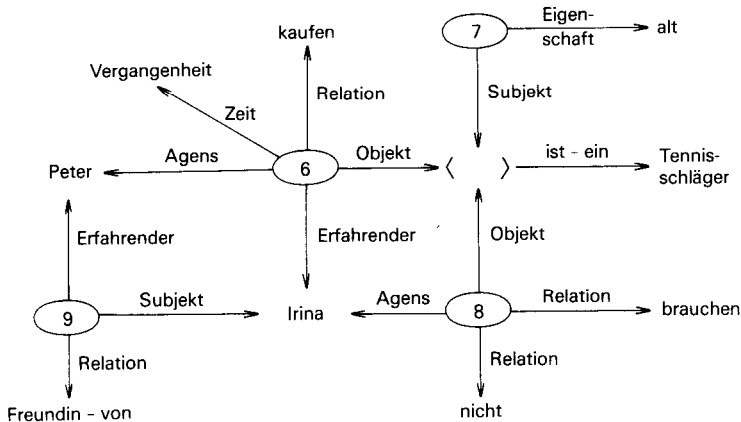 kaufen
7
Eigen-
schaft
alt
Vergangenheit
Zeit
Relation
Subjekt
Peter
Agens
6
Objekt
〈 〉
ist - ein
Tennis-
schläger
Erfahrender
Erfahrender
Objekt
9
Subjekt
Irina
Agens
8
Relation
brauchen
Relation
Relation
Freundin - von
nicht